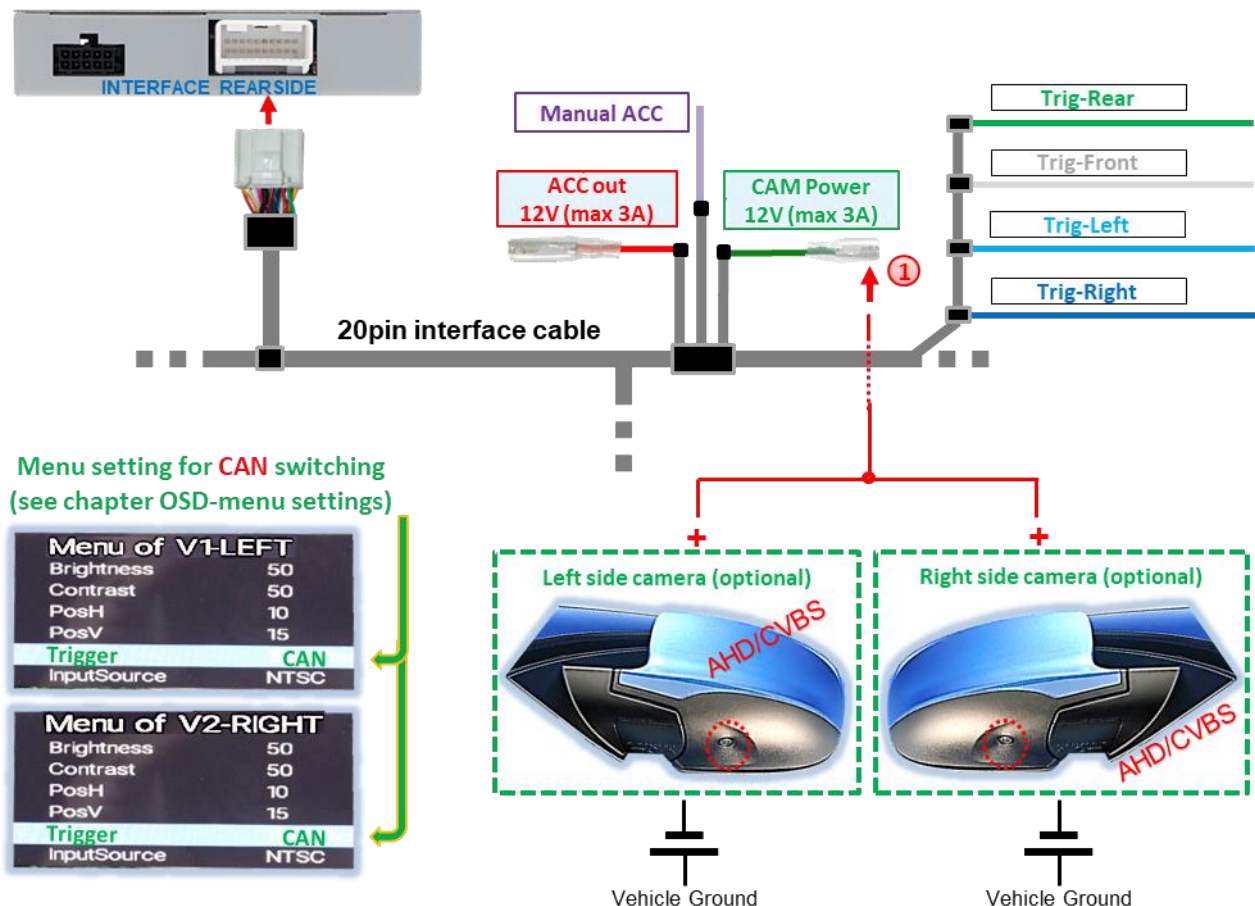 INTERFACE REARSIDE
Manual ACC
ACC out
12V (max 3A)
CAM Power
12V (max 3A)
1
Trig-Rear
Trig-Front
Trig-Left
Trig-Right
20pin interface cable
Menu setting for CAN switching
(see chapter OSD-menu settings)
Menu of V1-LEFT
Brightness 50
Contrast 50
PosH 10
PosV 15
Trigger CAN
InputSource NTSC
Menu of V2-RIGHT
Brightness 50
Contrast 50
PosH 10
PosV 15
Trigger CAN
InputSource NTSC
+
+
Left side camera (optional)
AHD/CVBS
Right side camera (optional)
AHD/CVBS
Vehicle Ground
Vehicle Ground